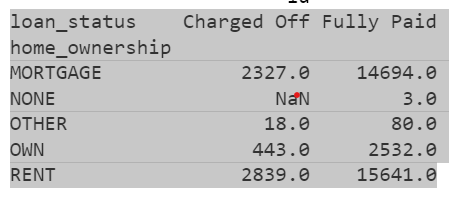 loan_status Charged Off Fully Paid
home_ownership
MORTGAGE 2327.0 14694.0
NONE NaN 3.0
OTHER 18.0 80.0
OWN 443.0 2532.0
RENT 2839.0 15641.0